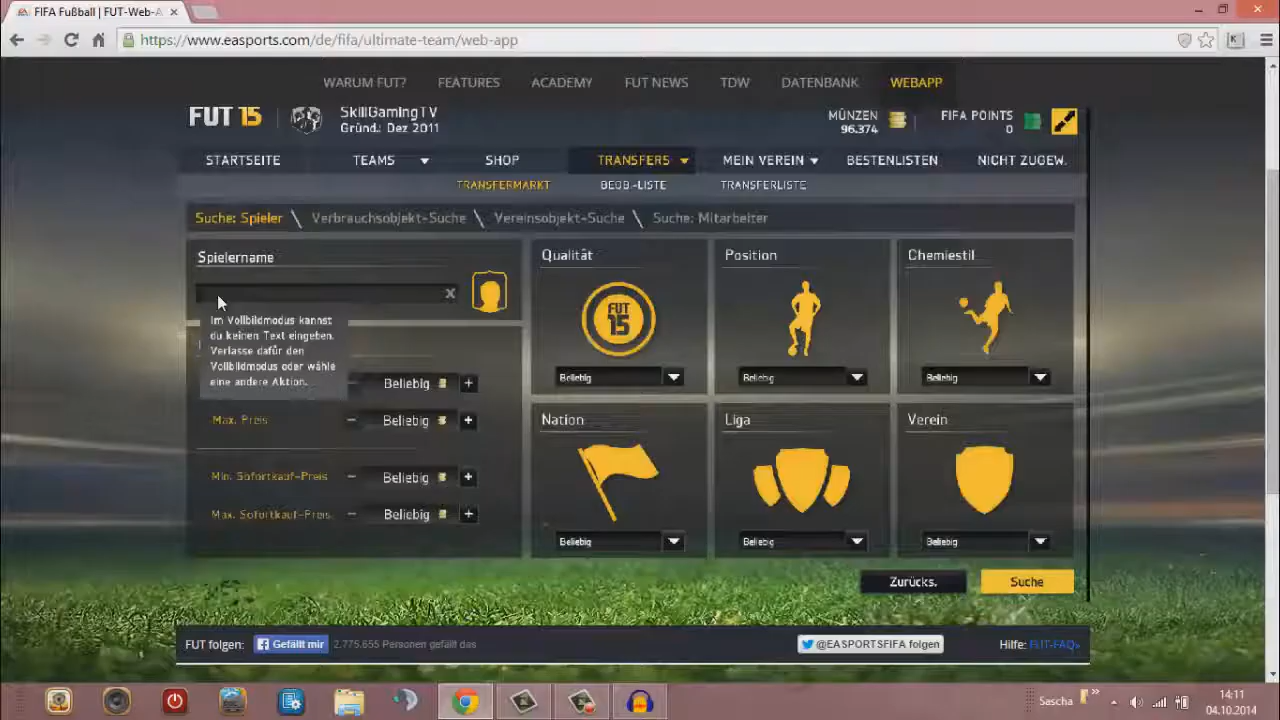 FIFA Fußball | FUT-Web-A
https://www.easports.com/de/fifa/ultimate-team/web-app
WARUM FUT? FEATURES ACADEMY FUT NEWS TDW DATENBANK WEBAPP
FUT 15 SkillGamingTV MÜNZEN FIFA POINTS
Gründ.: Dez 2011 96.374 0
STARTSEITE TEAMS SHOP TRANSFERS MEIN VEREIN BESTENLISTEN NICHT ZUGEW.
TRANSFERMARKT BEOB.-LISTE TRANSFERLISTE
Suche: Spieler \ Verbrauchsobjekt-Suche \ Vereinsobjekt-Suche \ Suche: Mitarbeiter
Spielername Qualität Position Chemiestil
FUT 15
Im Vollbildmodus kannst
du keinen Text eingeben.
Verlasse dafür den
Vollbildmodus oder wähle
eine andere Aktion.
Beliebig +
Beliebig Beliebig Beliebig
Max. Preis − Beliebig + Nation Liga Verein
Min. Sofortkauf-Preis − Beliebig +
Max. Sofortkauf-Preis − Beliebig +
Beliebig Beliebig Beliebig
Zurücks. Suche
FUT folgen: Gefällt mir 2.775.655 Personen gefällt das @EASPORTSFIFA folgen Hilfe: FUT-FAQ»
Sascha 14:11
04.10.2014